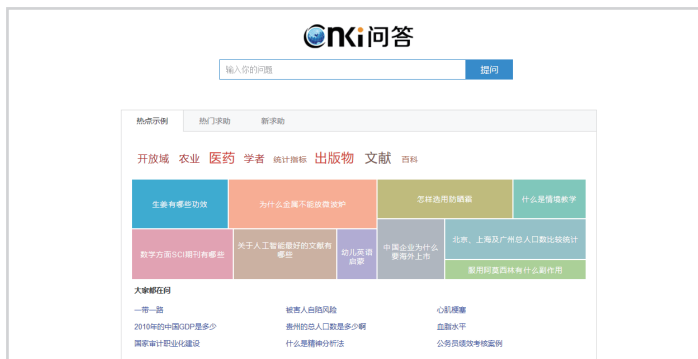 cnki问答
输入你的问题
提问
热点示例 热门求助 新求助
开放域 农业 医药 学者 统计指标 出版物 文献 百科
生姜有哪些功效
为什么金属不能放微波炉
怎样选用防晒霜
什么是情境教学
数学方面SCI期刊有哪些
关于人工智能最好的文献有
哪些
幼儿英语
启蒙
中国企业为什么
要海外上市
北京、上海及广州总人口数比较统计
服用阿莫西林有什么副作用
大家都在问
一带一路 被害人自陷风险 心肌梗塞
2010年的中国GDP是多少 贵州的总人口数是多少啊 血脂水平
国家审计职业化建设 什么是精神分析法 公务员绩效考核案例